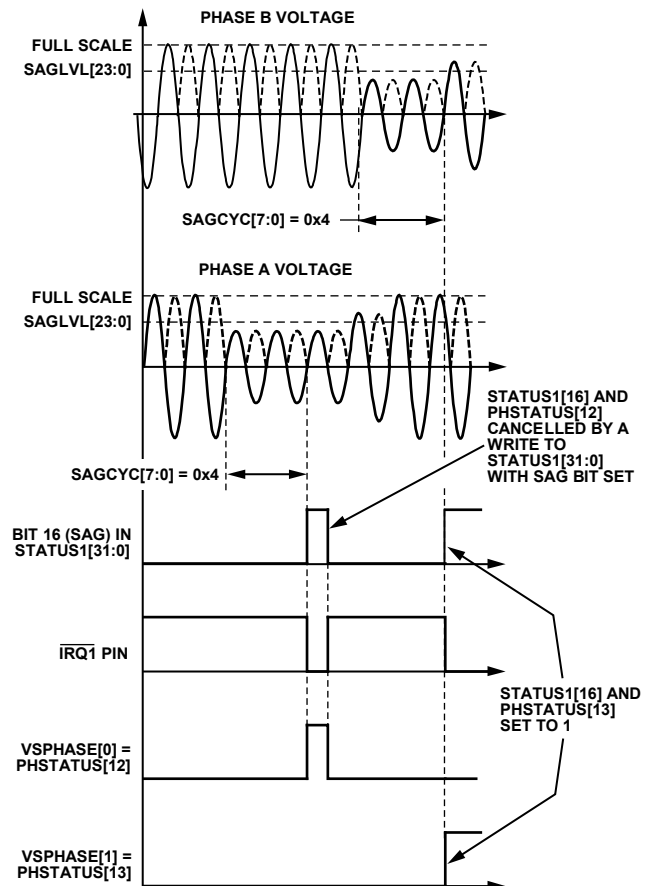 PHASE B VOLTAGE
FULL SCALE
SAGLVL[23:0]
SAGCYC[7:0] = 0x4
PHASE A VOLTAGE
FULL SCALE
SAGLVL[23:0]
STATUS1[16] AND
PHSTATUS[12]
CANCELLED BY A
WRITE TO
STATUS1[31:0]
WITH SAG BIT SET
SAGCYC[7:0] = 0x4
BIT 16 (SAG) IN
STATUS1[31:0]
IRQ1 PIN
STATUS1[16] AND
PHSTATUS[13]
SET TO 1
VSPHASE[0] =
PHSTATUS[12]
VSPHASE[1] =
PHSTATUS[13]